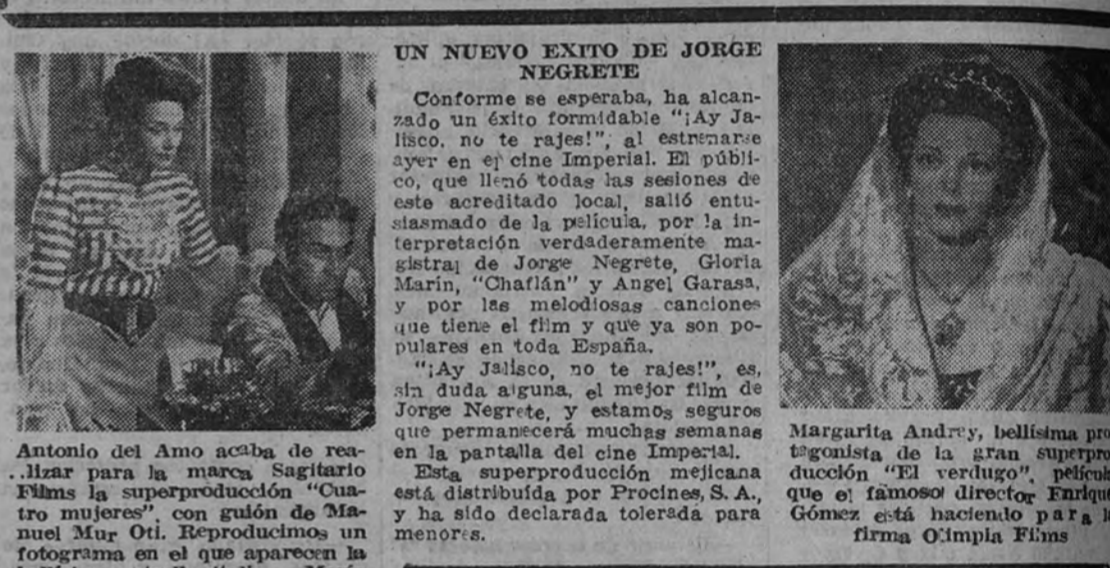 Antonio del Amo acaba de rea-
lizar para la marca Sagitario
Films la superproducción "Cua-
tro mujeres", con guión de Ma-
nuel Mur Oti. Reproducimos un
fotograma en el que aparecen la
UN NUEVO EXITO DE JORGE
NEGRETE
Conforme se esperaba, ha alcan-
zado un éxito formidable "¡Ay Ja-
lisco, no te rajes!", al estrenarse
ayer en el cine Imperial. El públi-
co, que llenó todas las sesiones de
este acreditado local, salió entu-
siasmado de la película, por la in-
terpretación verdaderamente ma-
gistral de Jorge Negrete, Gloria
Marín, "Chaflán" y Angel Garasa,
y por las melodiosas canciones
que tiene el film y que ya son po-
pulares en toda España.
"¡Ay Jalisco, no te rajes!", es,
sin duda alguna, el mejor film de
Jorge Negrete, y estamos seguros
que permanecerá muchas semanas
en la pantalla del cine Imperial.
Esta superproducción mejicana
está distribuída por Procines, S. A.,
y ha sido declarada tolerada para
menores.
Margarita Andrey, bellísima pro
tagonista de la gran superpro
ducción "El verdugo", película
que el famoso director Enrique
Gómez está haciendo para la
firma Olimpia Films